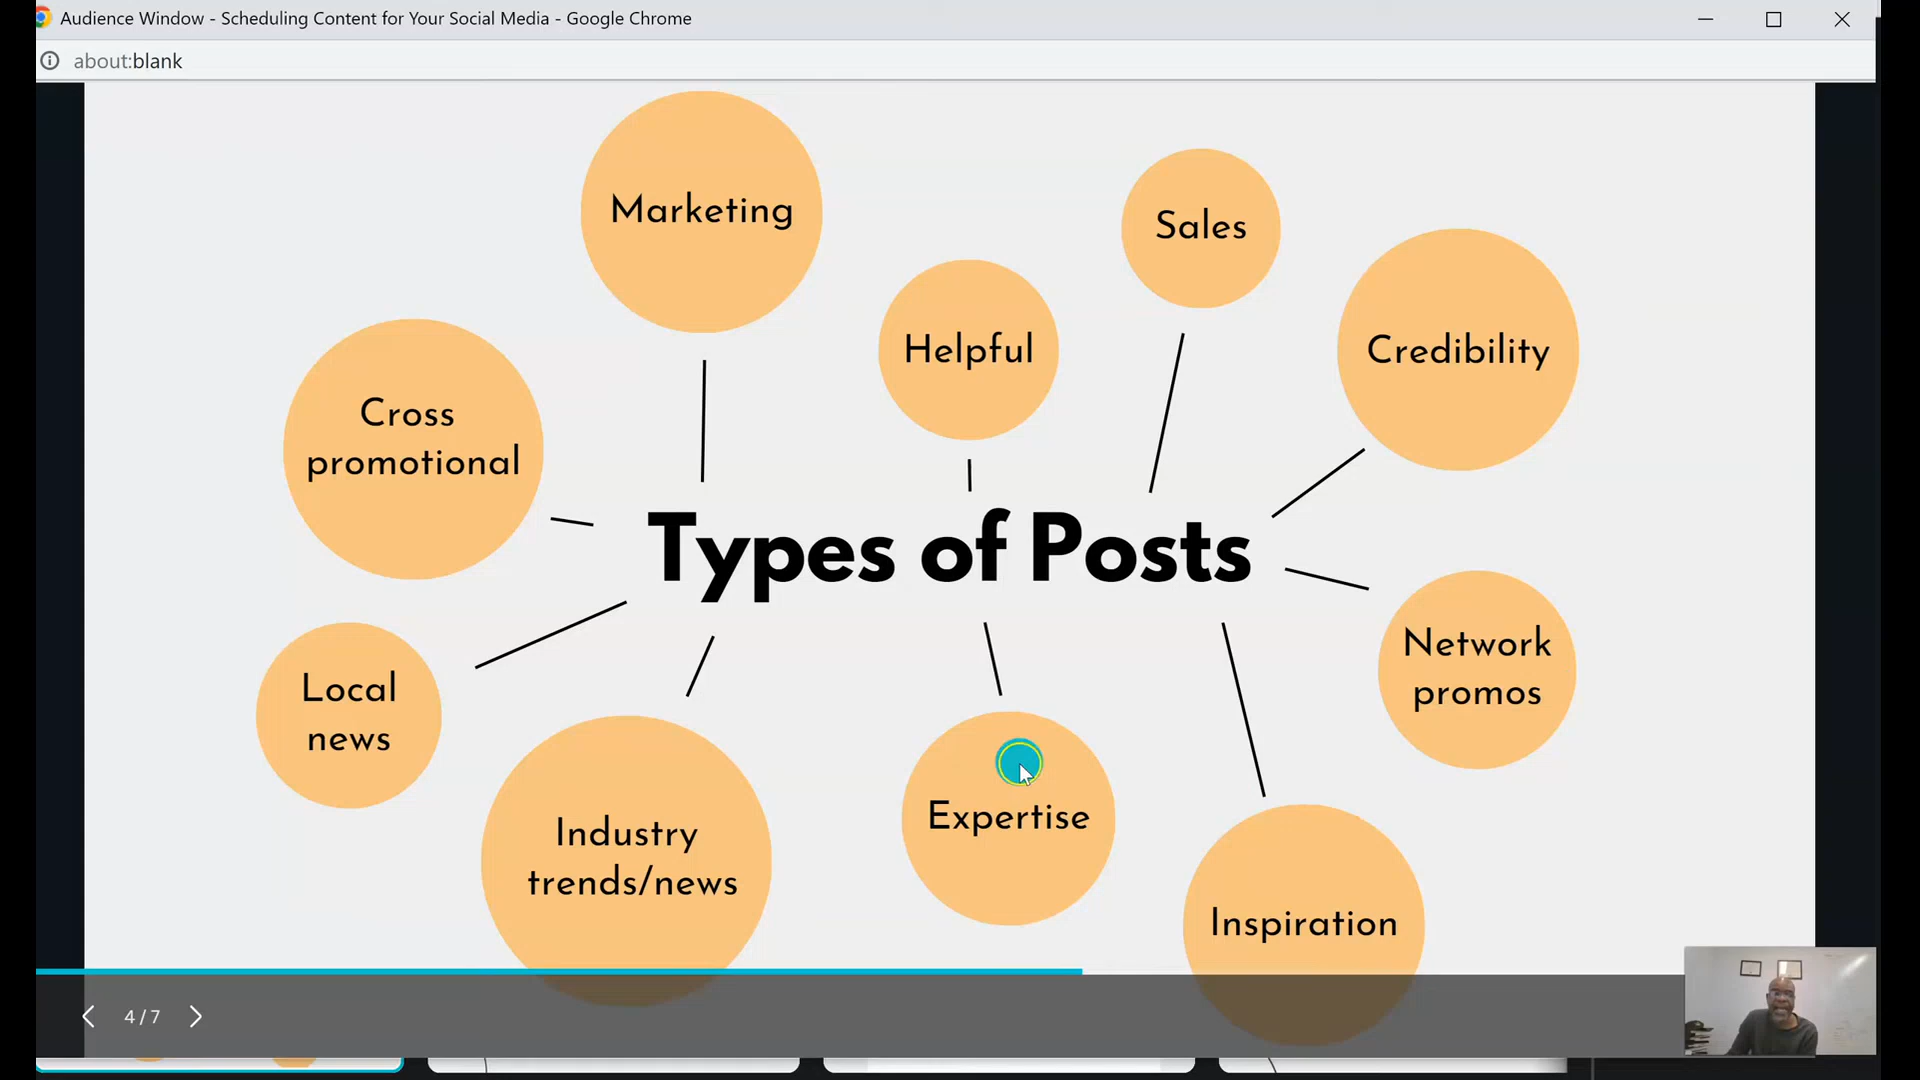 Audience Window - Scheduling Content for Your Social Media - Google Chrome
about:blank
Marketing
Sales
Helpful
Credibility
Cross
promotional
Types of Posts
Network
promos
Local
news
Industry
trends/news
Expertise
Inspiration
4 / 7